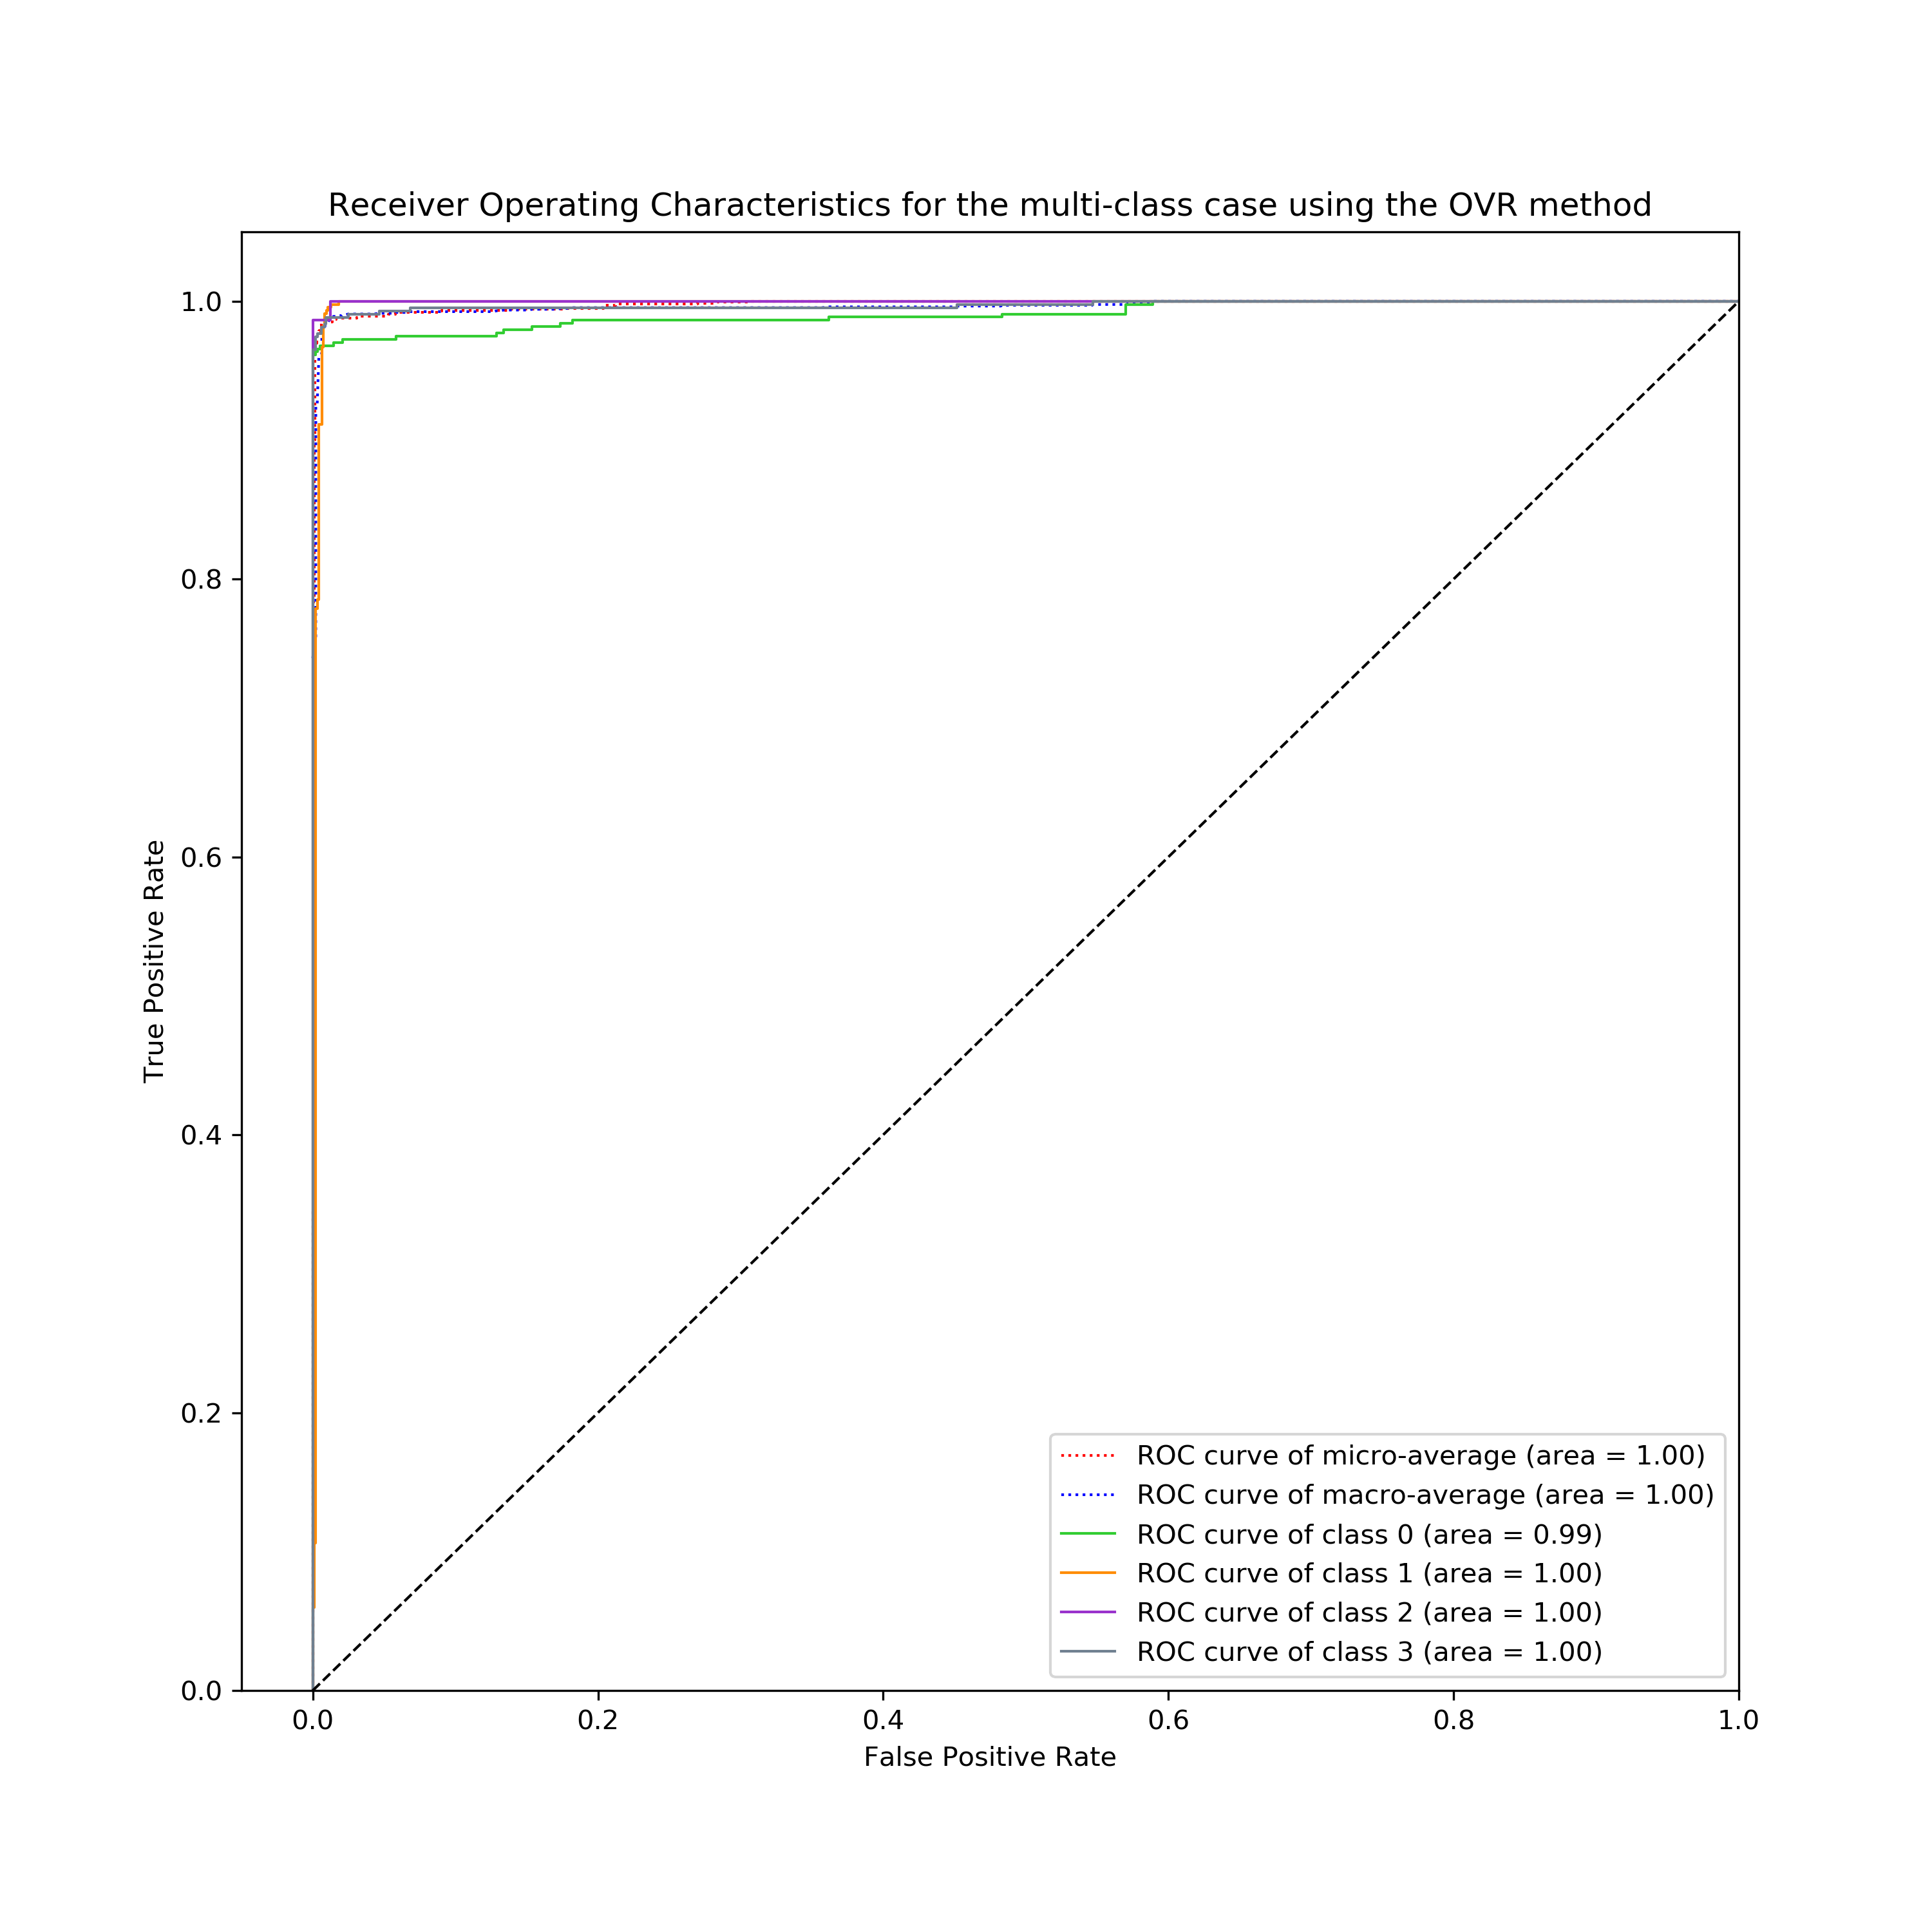 Receiver Operating Characteristics for the multi-class case using the OVR method
1.0
0.8
0.6
0.4
0.2
0.0
True Positive Rate
ROC curve of micro-average (area = 1.00)
ROC curve of macro-average (area = 1.00)
ROC curve of class 0 (area = 0.99)
ROC curve of class 1 (area = 1.00)
ROC curve of class 2 (area = 1.00)
ROC curve of class 3 (area = 1.00)
0.0 0.2 0.4 0.6 0.8 1.0
False Positive Rate